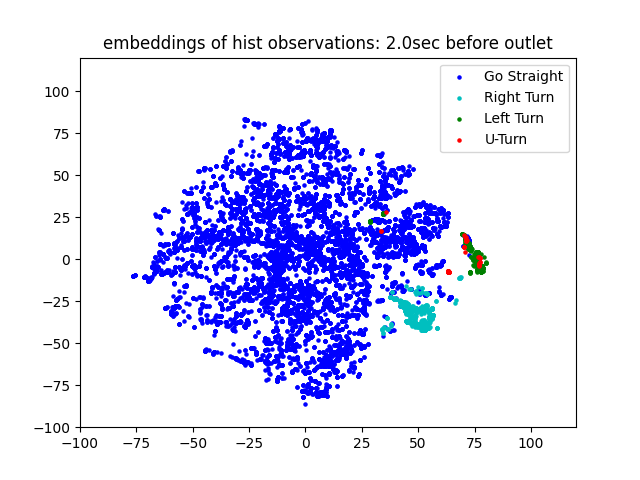 embeddings of hist observations: 2.0sec before outlet
Go Straight
Right Turn
Left Turn
U-Turn
100
75
50
25
0
−25
−50
−75
−100
−100 −75 −50 −25 0 25 50 75 100